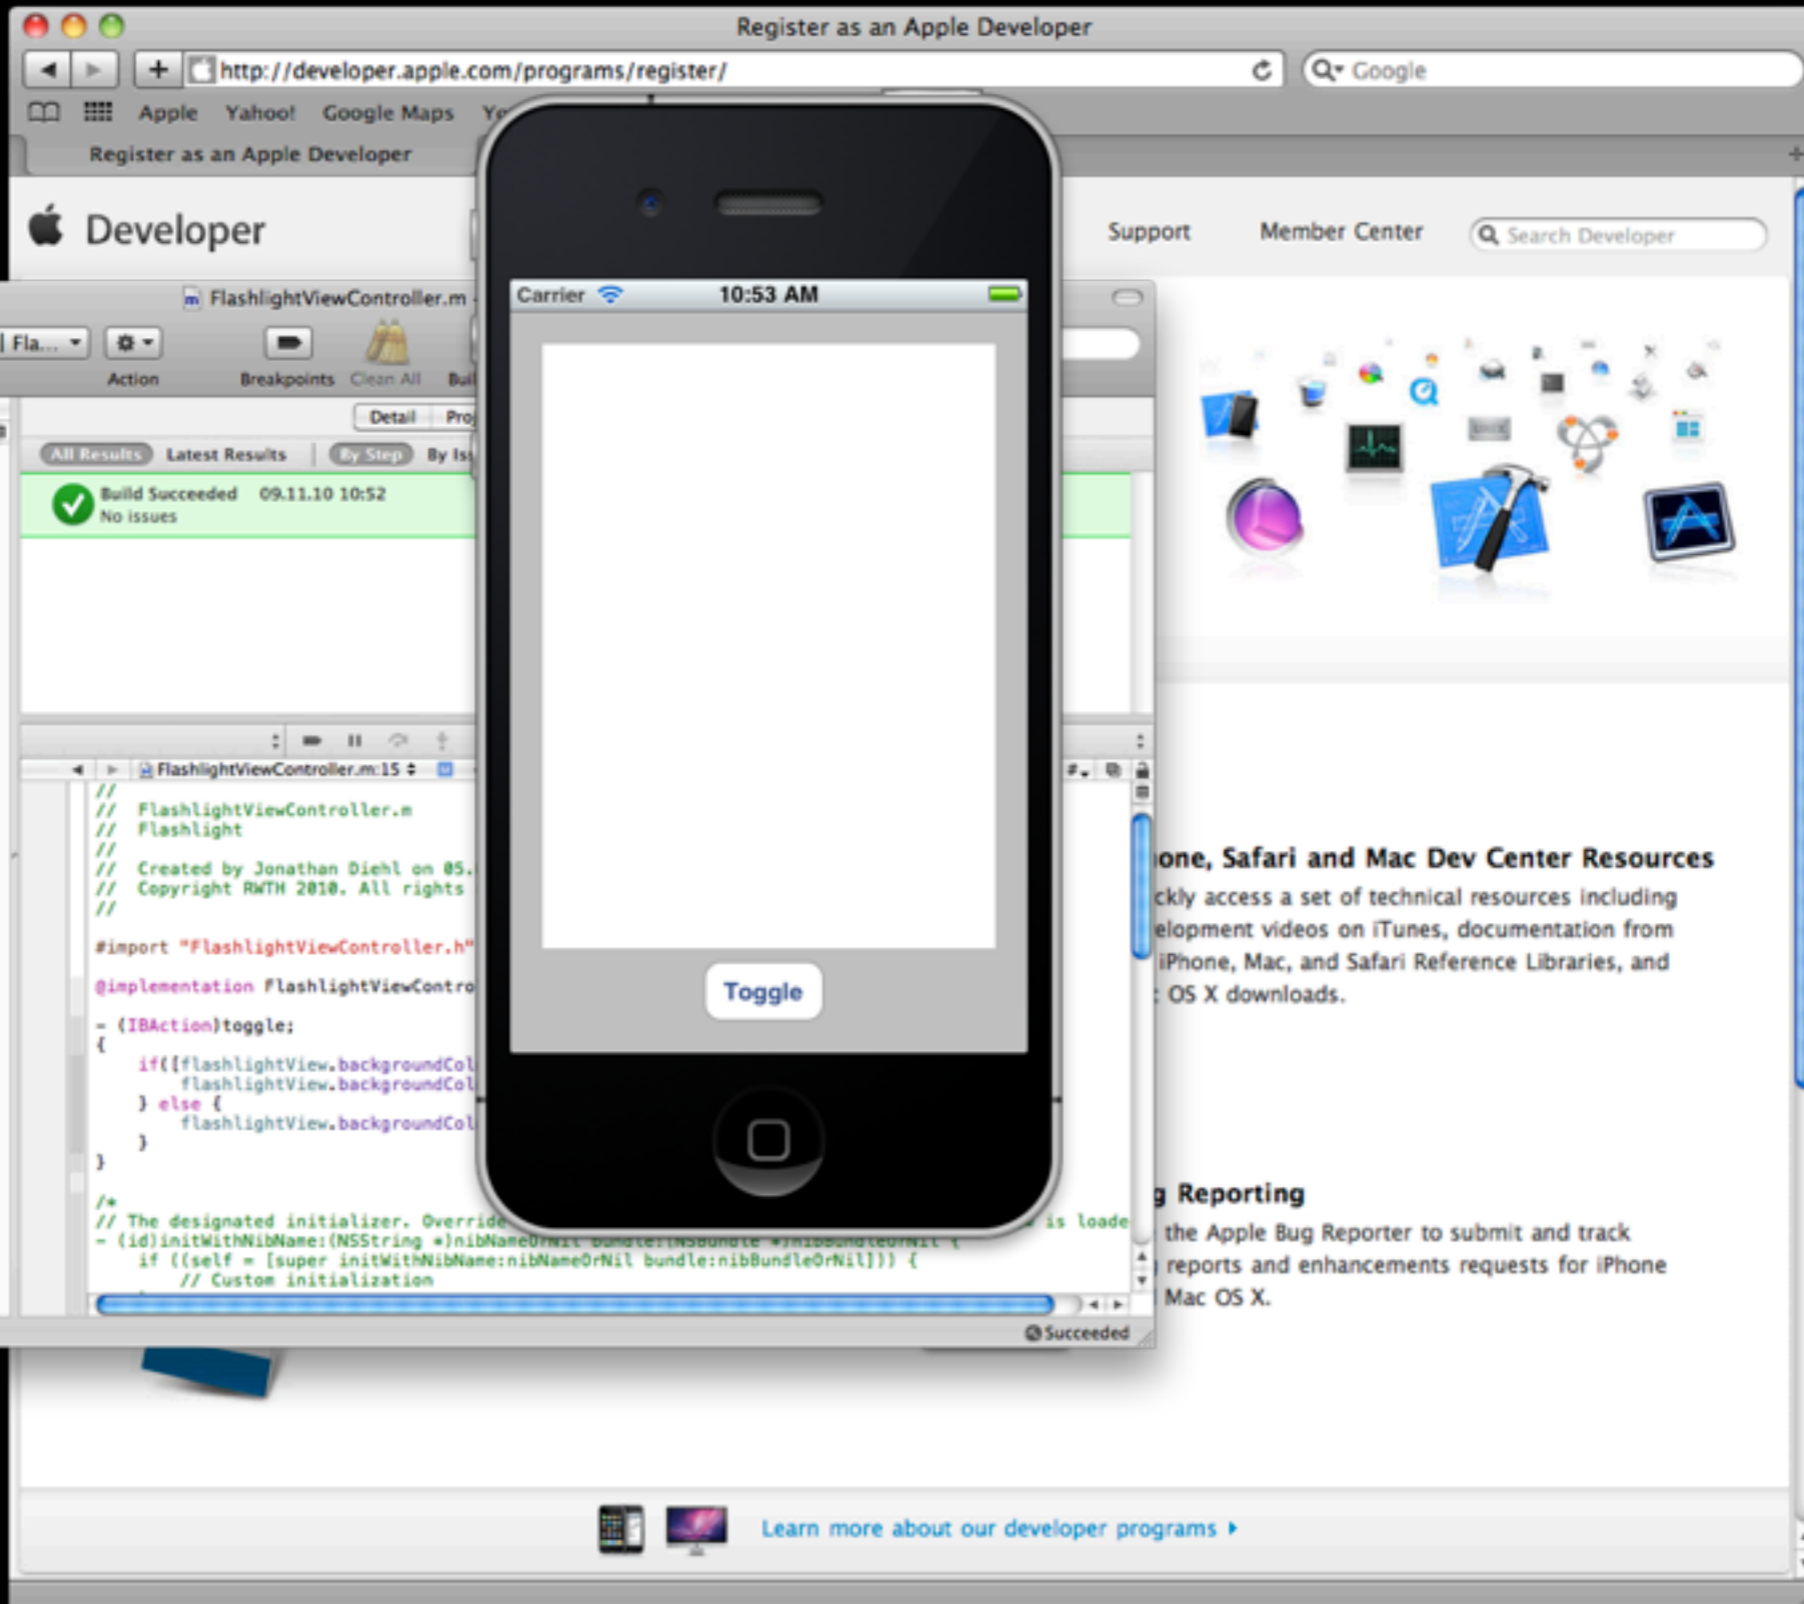 Register as an Apple Developer
http://developer.apple.com/programs/register/
Google
Apple Yahoo! Google Maps
Register as an Apple Developer
Developer
Support Member Center Search Developer
FlashlightViewController.m
Carrier 10:53 AM
Fla...
Action Breakpoints Clean All
Detail
All Results Latest Results By Step
Build Succeeded 09.11.10 10:52
No issues
FlashlightViewController.m:15
//
// FlashlightViewController.m
// Flashlight
//
// Created by Jonathan Diehl on 05.
// Copyright RWTH 2010. All rights
//
#import "FlashlightViewController.h"
@implementation FlashlightViewContro
- (IBAction)toggle;
{
if([flashlightView.backgroundCol
flashlightView.backgroundCol
} else {
flashlightView.backgroundCol
}
}
/*
// The designated initializer. Override is loade
- (id)initWithNibName:(NSString *)nibNameOrNil bundle:(NSBundle *)nibBundleOrNil {
if ((self = [super initWithNibName:nibNameOrNil bundle:nibBundleOrNil])) {
// Custom initialization
Succeeded
Toggle
one, Safari and Mac Dev Center Resources
ckly access a set of technical resources including
elopment videos on iTunes, documentation from
iPhone, Mac, and Safari Reference Libraries, and
OS X downloads.
g Reporting
the Apple Bug Reporter to submit and track
reports and enhancements requests for iPhone
Mac OS X.
Learn more about our developer programs